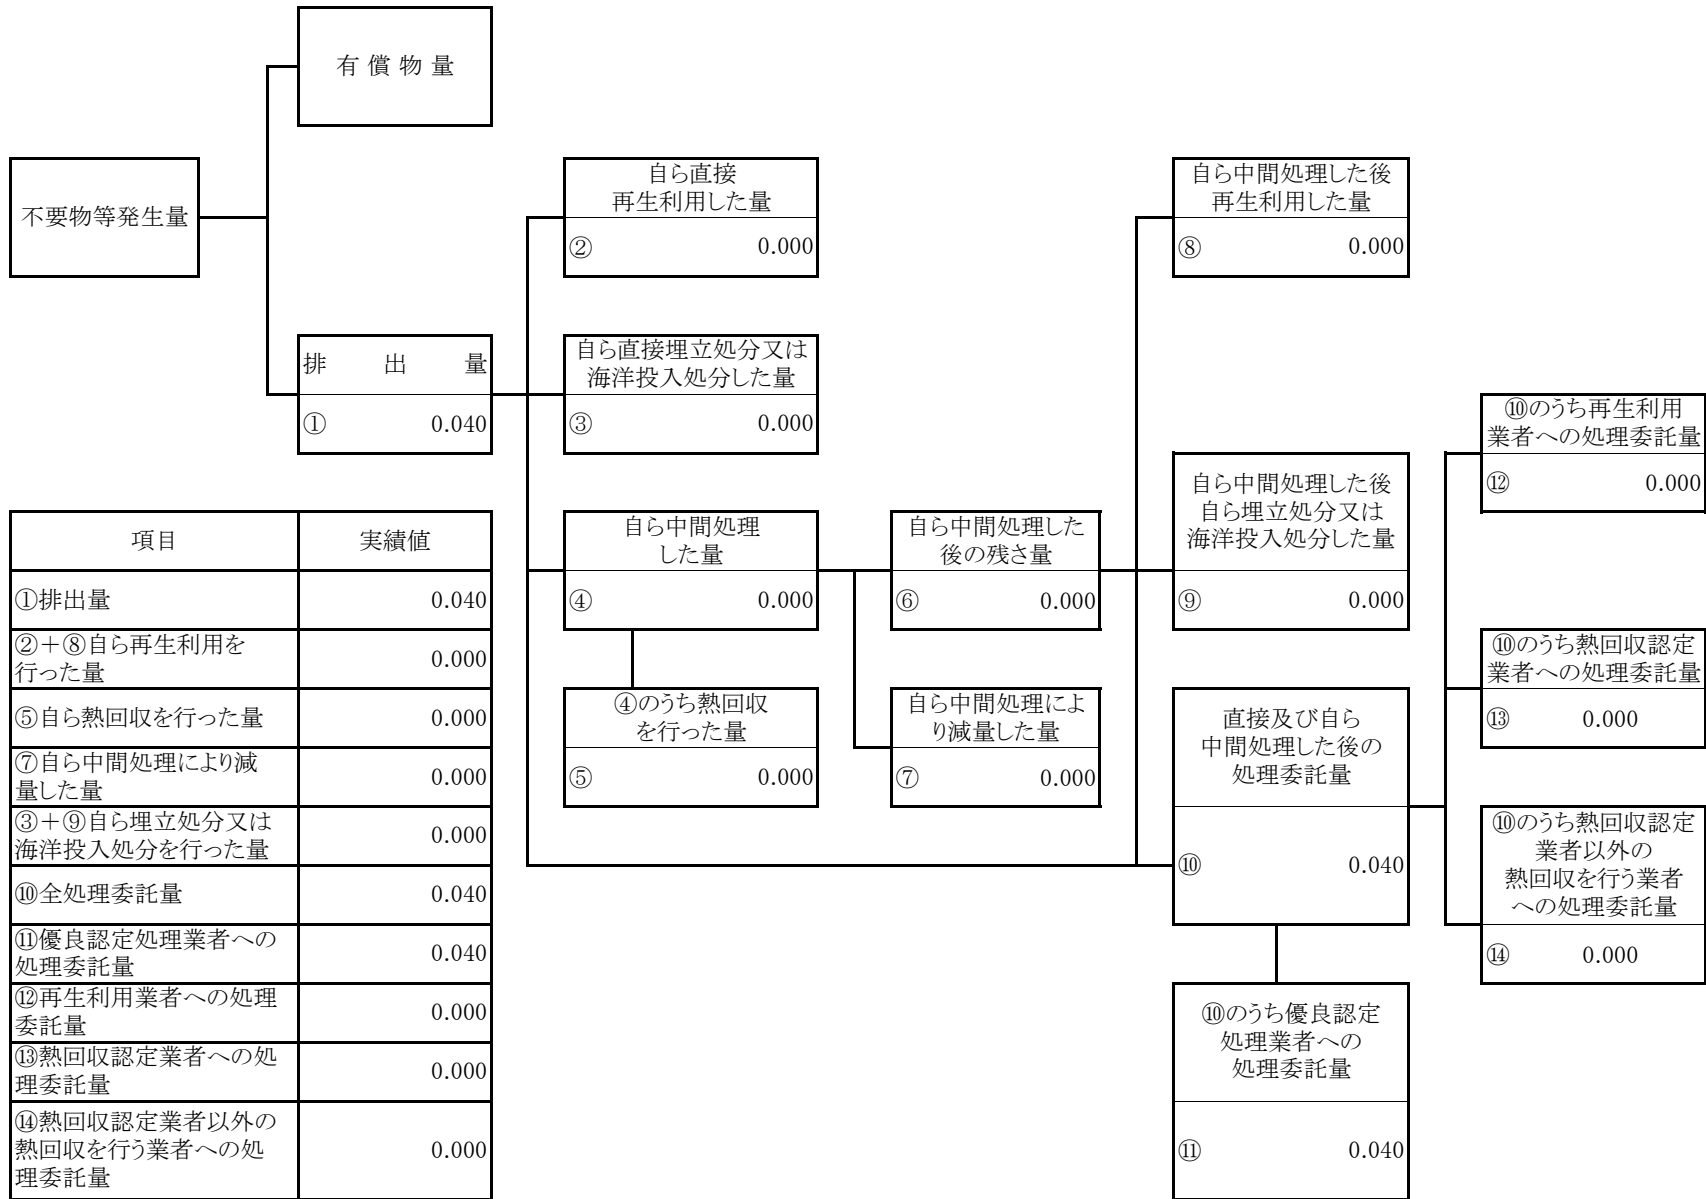 有 償 物 量
不要物等発生量
自ら直接
再生利用した量
② 0.000
自ら中間処理した後
再生利用した量
⑧ 0.000
排 出 量
① 0.040
自ら直接埋立処分又は
海洋投入処分した量
③ 0.000
⑩のうち再生利用
業者への処理委託量
⑫ 0.000
自ら中間処理
した量
④ 0.000
自ら中間処理した
後の残さ量
⑥ 0.000
自ら中間処理した後
自ら埋立処分又は
海洋投入処分した量
⑨ 0.000
⑩のうち熱回収認定
業者への処理委託量
⑬ 0.000
④のうち熱回収
を行った量
⑤ 0.000
自ら中間処理によ
り減量した量
⑦ 0.000
直接及び自ら
中間処理した後の
処理委託量
⑩ 0.040
⑩のうち熱回収認定
業者以外の
熱回収を行う業者
への処理委託量
⑭ 0.000
⑩のうち優良認定
処理業者への
処理委託量
⑪ 0.040
項目 実績値
①排出量 0.040
②＋⑧自ら再生利用を
行った量 0.000
⑤自ら熱回収を行った量 0.000
⑦自ら中間処理により減
量した量 0.000
③＋⑨自ら埋立処分又は
海洋投入処分を行った量 0.000
⑩全処理委託量 0.040
⑪優良認定処理業者への
処理委託量 0.040
⑫再生利用業者への処理
委託量 0.000
⑬熱回収認定業者への処
理委託量 0.000
⑭熱回収認定業者以外の
熱回収を行う業者への処
理委託量 0.000